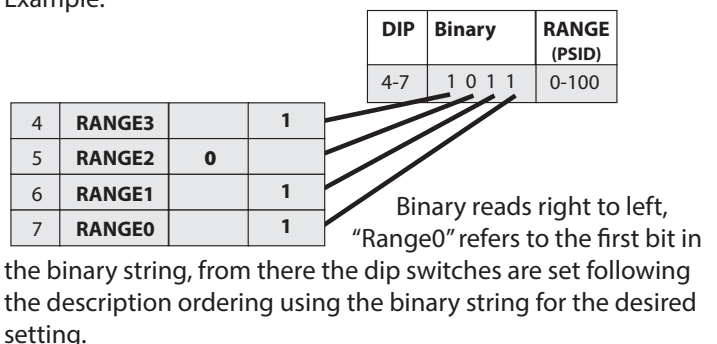 Example:
DIP Binary RANGE
(PSID)
4-7 1 0 1 1 0-100
4 RANGE3 1
5 RANGE2 0
6 RANGE1 1
7 RANGE0 1
Binary reads right to left,
“Range0” refers to the first bit in
the binary string, from there the dip switches are set following
the description ordering using the binary string for the desired
setting.